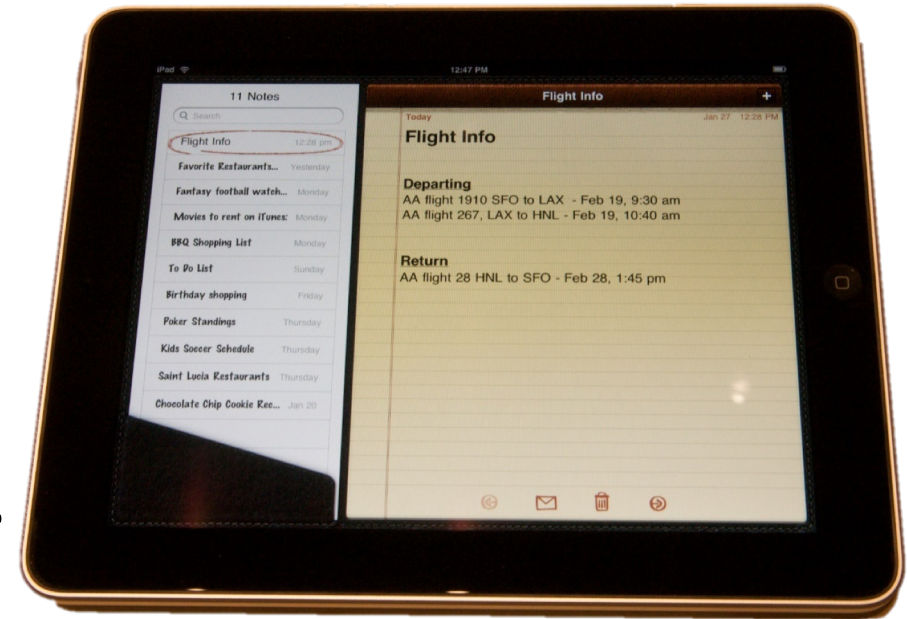 iPad 12:47 PM
11 Notes
Search
Flight Info 12:28 pm
Favorite Restaurants... Yesterday
Fantasy football watch... Monday
Movies to rent on iTunes: Monday
BBQ Shopping List Monday
To Do List Sunday
Birthday shopping Friday
Poker Standings Thursday
Kids Soccer Schedule Thursday
Saint Lucia Restaurants Thursday
Chocolate Chip Cookie Rec... Jan 20
Flight Info +
Today Jan 27 12:28 PM
Flight Info
Departing
AA flight 1910 SFO to LAX - Feb 19, 9:30 am
AA flight 267, LAX to HNL - Feb 19, 10:40 am
Return
AA flight 28 HNL to SFO - Feb 28, 1:45 pm